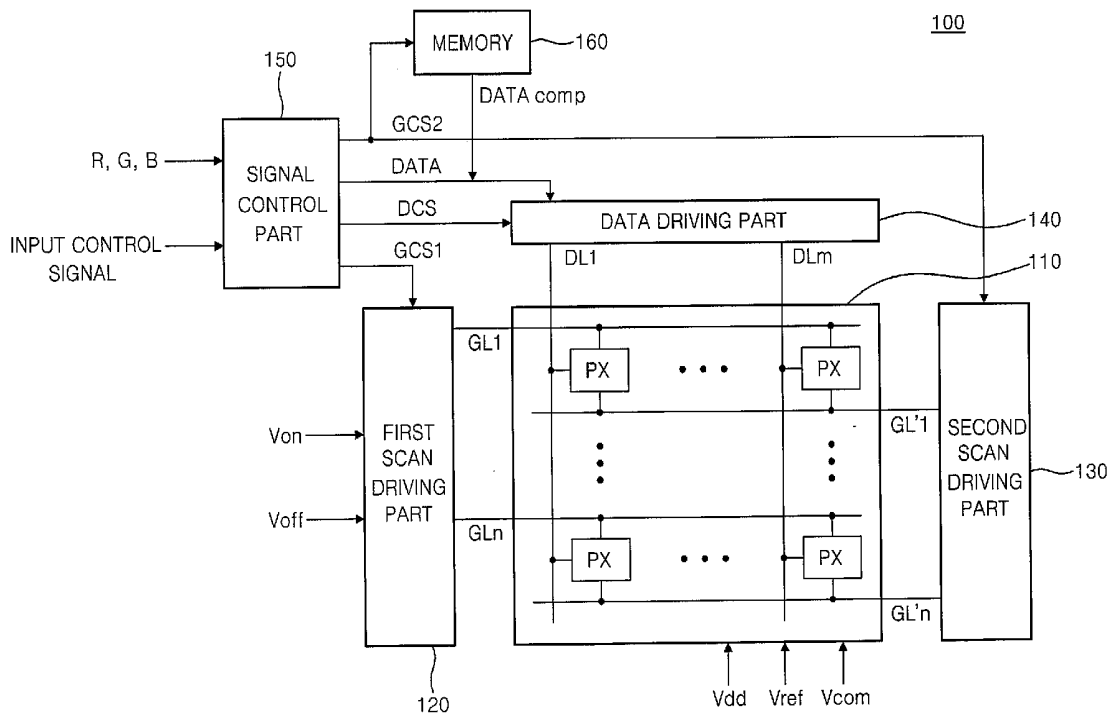 100
MEMORY
160
150
DATA comp
GCS2
R, G, B
SIGNAL
CONTROL
PART
DATA
DCS
DATA DRIVING PART
140
INPUT CONTROL
SIGNAL
GCS1
DL1
DLm
110
GL1
PX
PX
GL'1
Von
FIRST
SCAN
DRIVING
PART
SECOND
SCAN
DRIVING
PART
130
Voff
GLn
PX
PX
GL'n
120
Vdd
Vref
Vcom